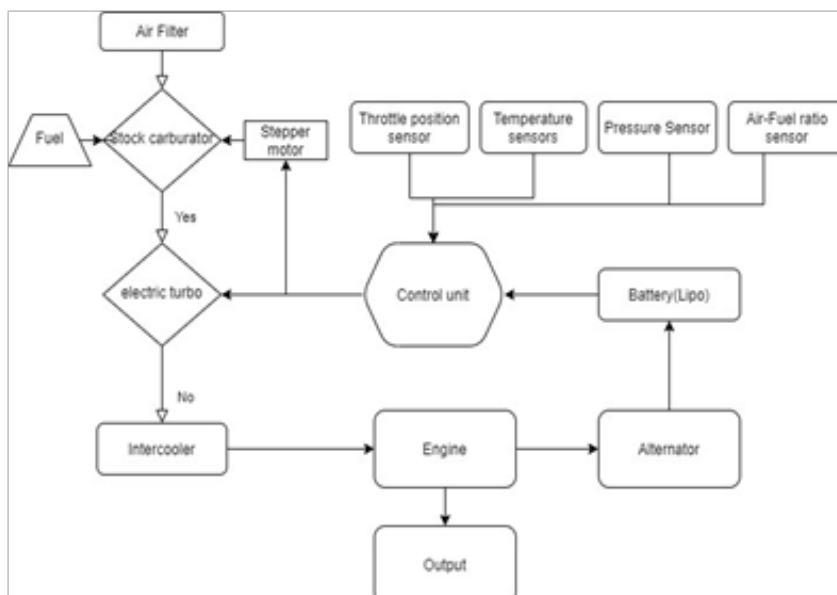 Air Filter
Fuel
Stock carburator
Stepper
motor
Throttle position
sensor
Temperature
sensors
Pressure Sensor
Air-Fuel ratio
sensor
Yes
electric turbo
Control unit
Battery(Lipo)
No
Intercooler
Engine
Alternator
Output